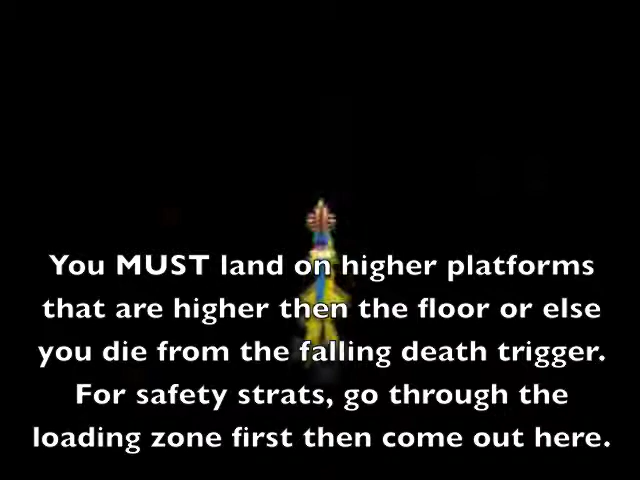 You MUST land on higher platforms
that are higher then the floor or else
you die from the falling death trigger.
For safety strats, go through the
loading zone first then come out here.